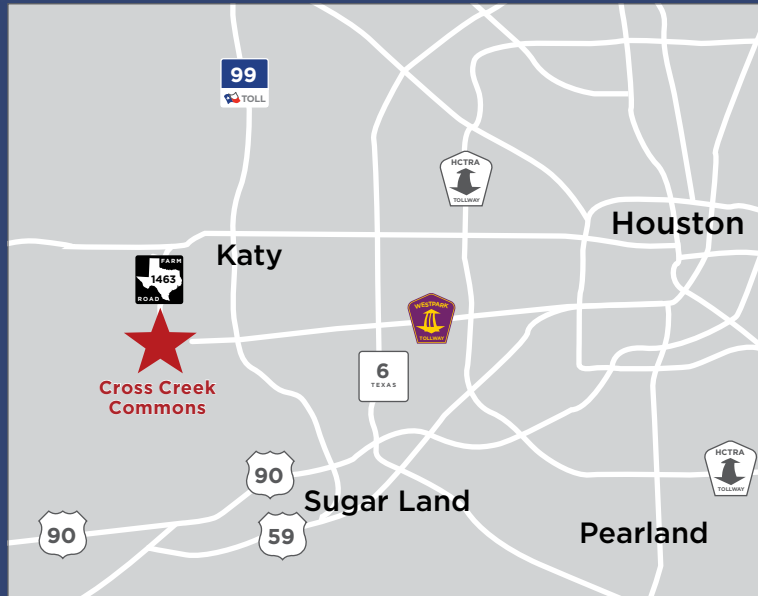 99
TOLL
HCTRA
TOLLWAY
Houston
Katy
FARM
1463
ROAD
WESTPARK
TOLLWAY
6
TEXAS
Cross Creek
Commons
90
Sugar Land
HCTRA
TOLLWAY
90
59
Pearland